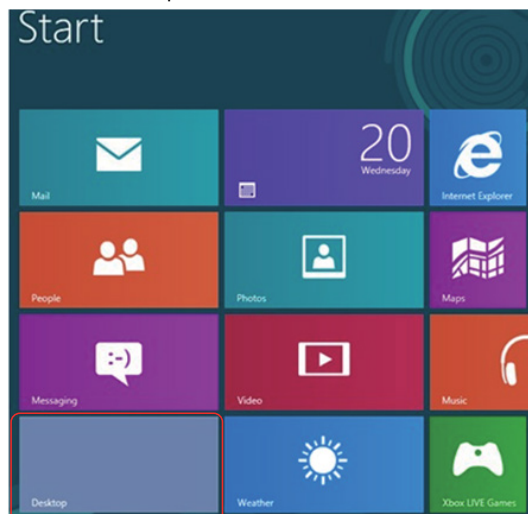 Start
Mail
20
Wednesday
Internet Explorer
People
Photos
Maps
Messaging
:-)
Video
Music
Desktop
Weather
Xbox LIVE Games